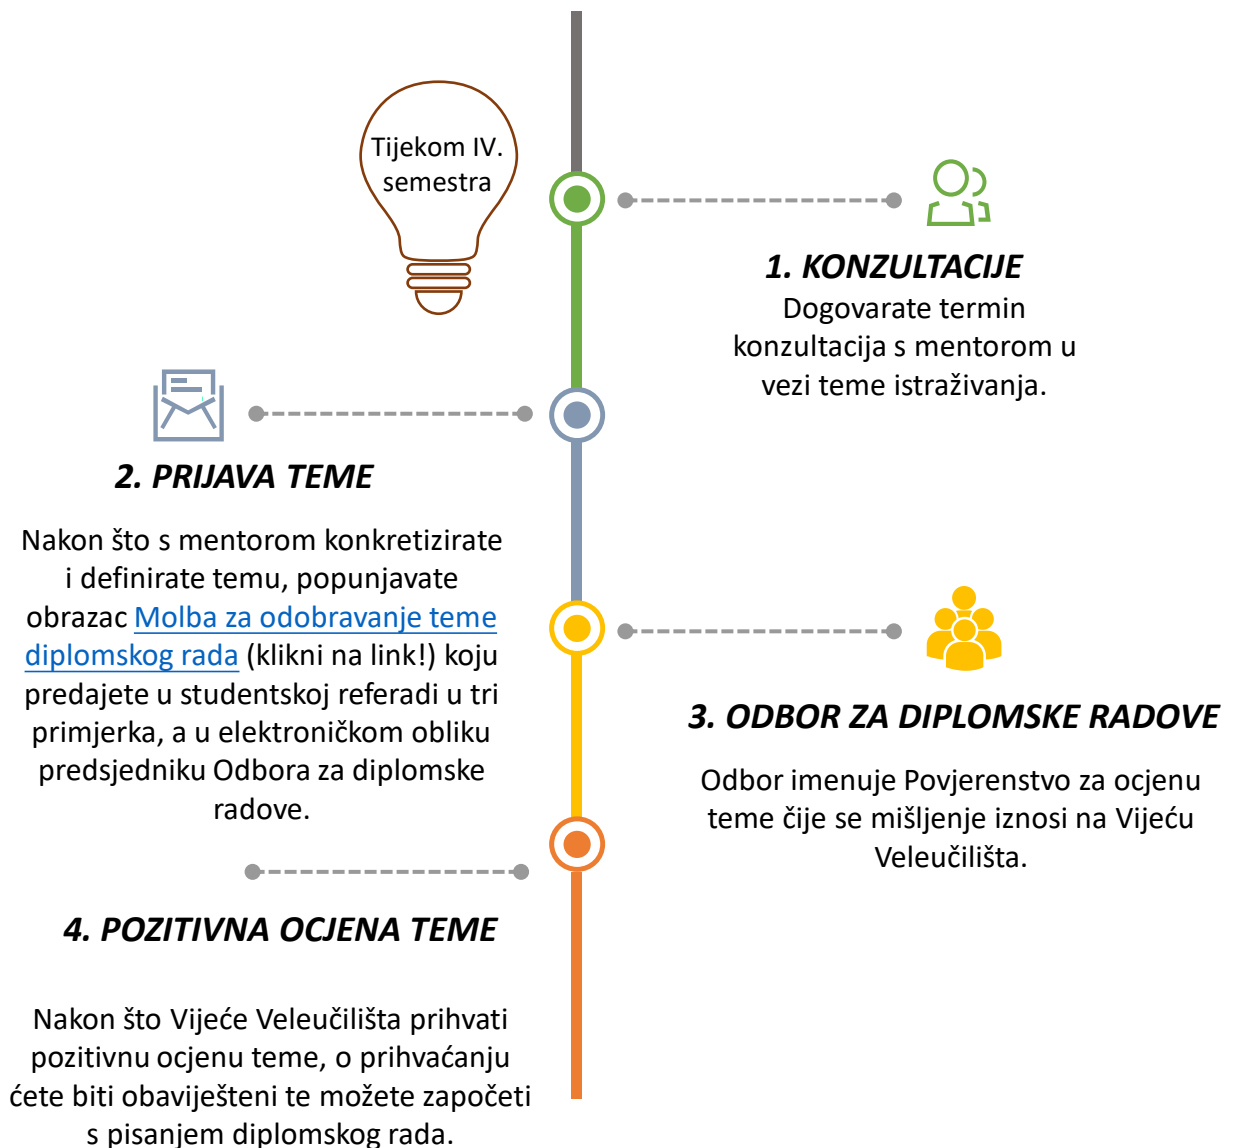 Tijekom IV.
semestra
1. KONZULTACIJE
Dogovarate termin
konzultacija s mentorom u
vezi teme istraživanja.
2. PRIJAVA TEME
Nakon što s mentorom konkretizirate
i definirate temu, popunjavate
obrazac Molba za odobravanje teme
diplomskog rada (klikni na link!) koju
predajete u studentskoj referadi u tri
primjerka, a u elektroničkom obliku
predsjedniku Odbora za diplomske
radove.
3. ODBOR ZA DIPLOMSKE RADOVE
Odbor imenuje Povjerenstvo za ocjenu
teme čije se mišljenje iznosi na Vijeću
Veleučilišta.
4. POZITIVNA OCJENA TEME
Nakon što Vijeće Veleučilišta prihvati
pozitivnu ocjenu teme, o prihvaćanju
ćete biti obaviješteni te možete započeti
s pisanjem diplomskog rada.